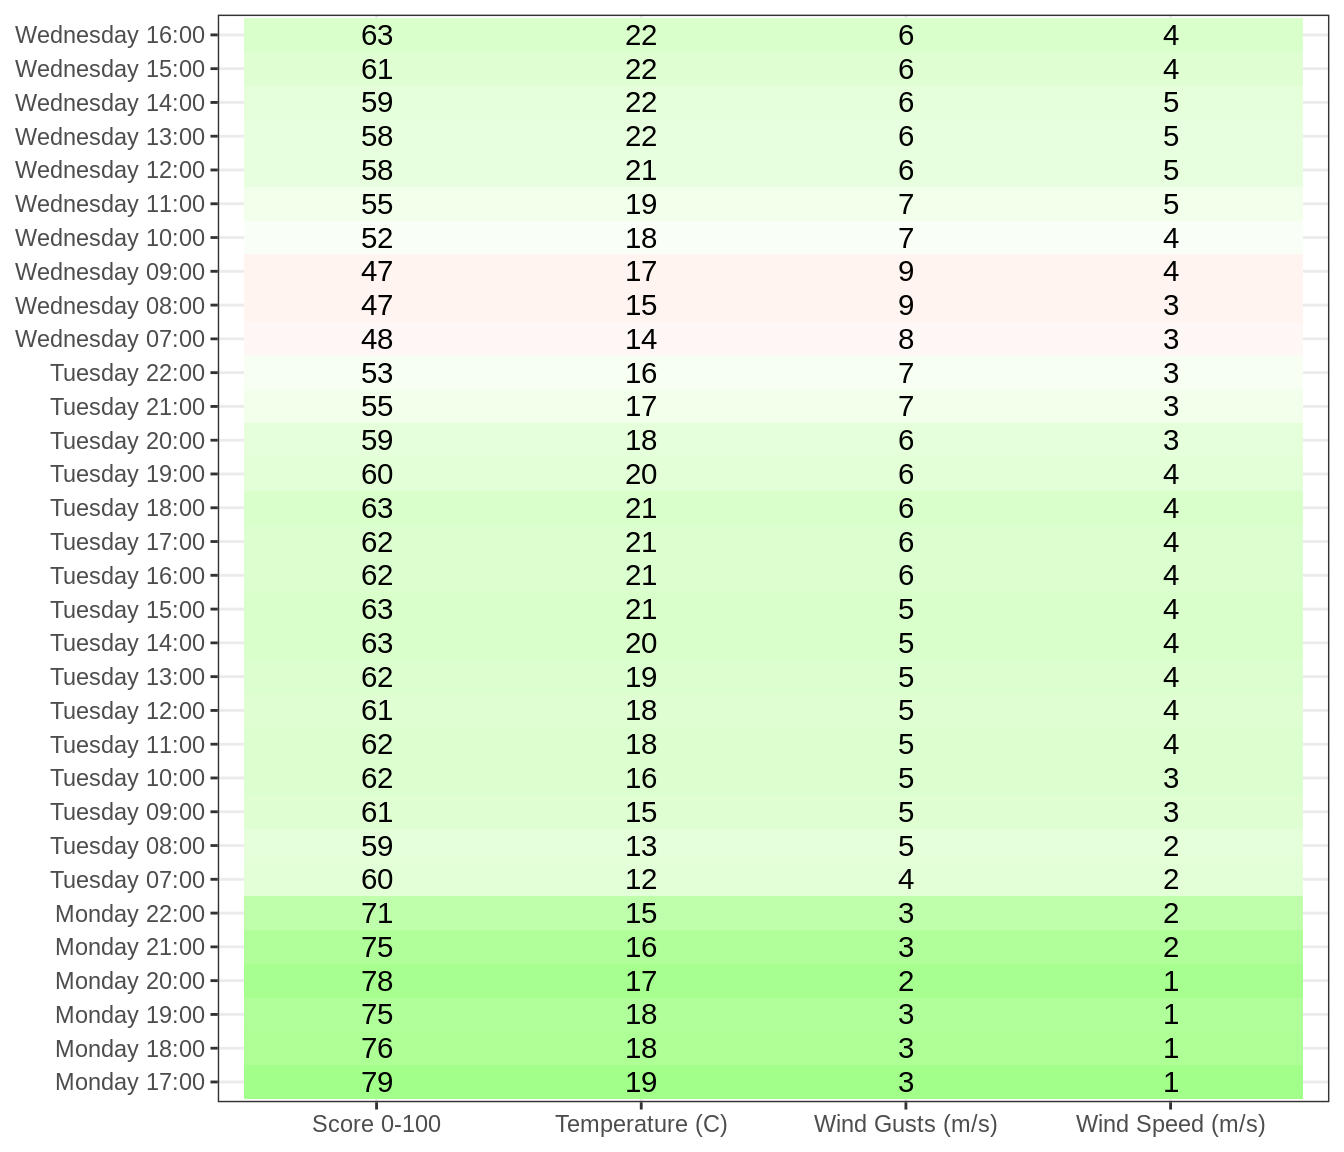 Wednesday 16:00 63 22 6 4
Wednesday 15:00 61 22 6 4
Wednesday 14:00 59 22 6 5
Wednesday 13:00 58 22 6 5
Wednesday 12:00 58 21 6 5
Wednesday 11:00 55 19 7 5
Wednesday 10:00 52 18 7 4
Wednesday 09:00 47 17 9 4
Wednesday 08:00 47 15 9 3
Wednesday 07:00 48 14 8 3
Tuesday 22:00 53 16 7 3
Tuesday 21:00 55 17 7 3
Tuesday 20:00 59 18 6 3
Tuesday 19:00 60 20 6 4
Tuesday 18:00 63 21 6 4
Tuesday 17:00 62 21 6 4
Tuesday 16:00 62 21 6 4
Tuesday 15:00 63 21 5 4
Tuesday 14:00 63 20 5 4
Tuesday 13:00 62 19 5 4
Tuesday 12:00 61 18 5 4
Tuesday 11:00 62 18 5 4
Tuesday 10:00 62 16 5 3
Tuesday 09:00 61 15 5 3
Tuesday 08:00 59 13 5 2
Tuesday 07:00 60 12 4 2
Monday 22:00 71 15 3 2
Monday 21:00 75 16 3 2
Monday 20:00 78 17 2 1
Monday 19:00 75 18 3 1
Monday 18:00 76 18 3 1
Monday 17:00 79 19 3 1
Score 0-100 Temperature (C) Wind Gusts (m/s) Wind Speed (m/s)